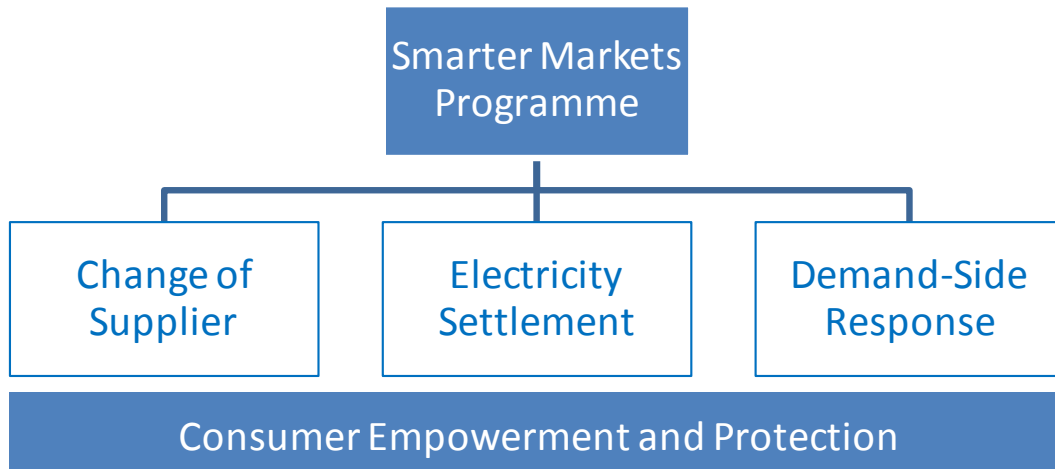 Smarter Markets
Programme
Change of
Supplier
Electricity
Settlement
Demand-Side
Response
Consumer Empowerment and Protection